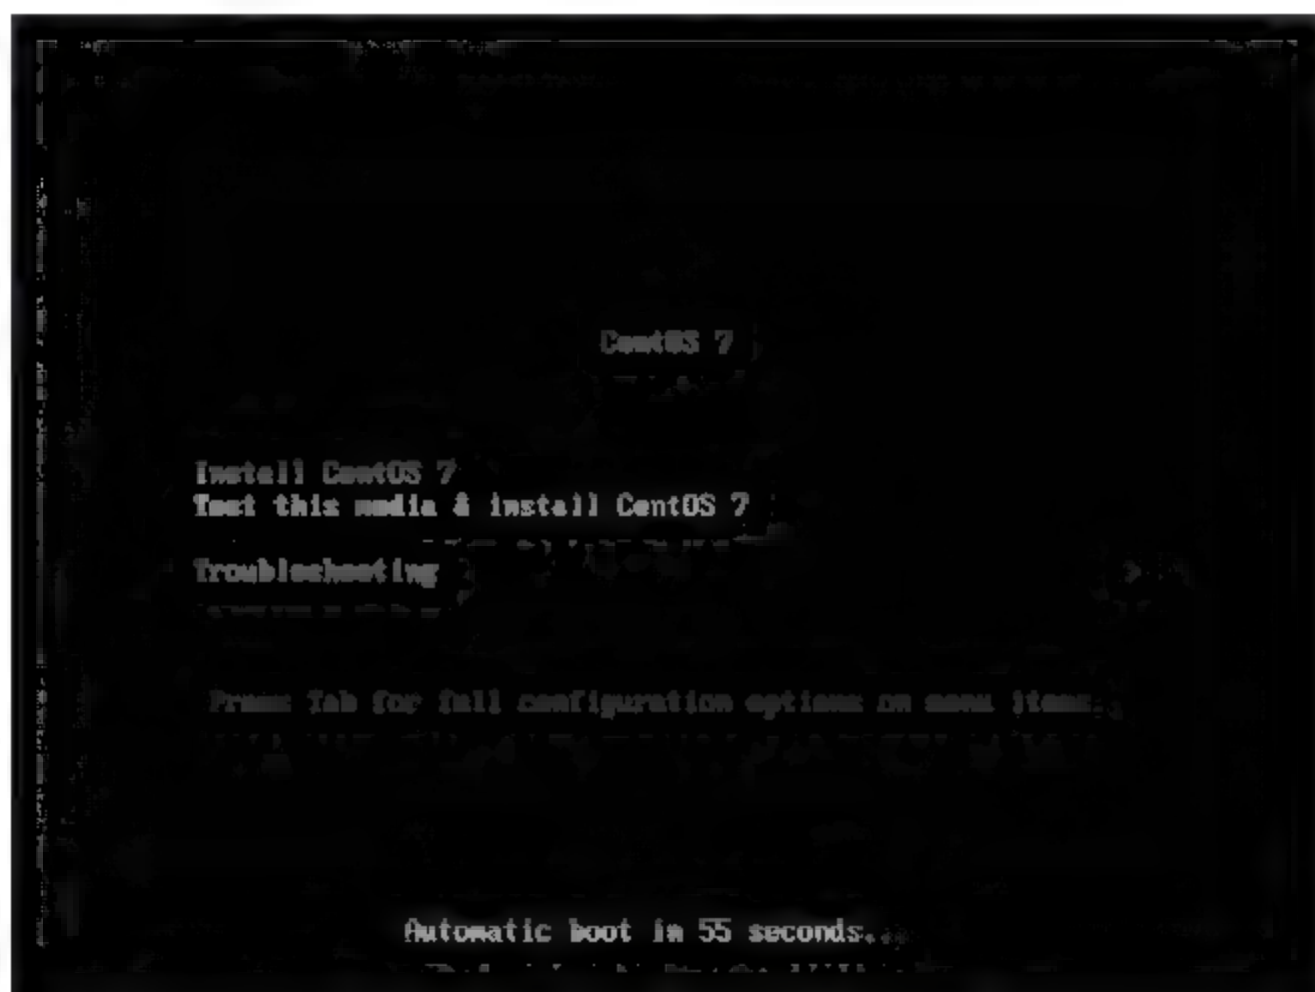 CentOS 7
Install CentOS 7
Test this media & install CentOS 7
Troubleshooting
Press Tab for full configuration options on menu items.
Automatic boot in 55 seconds...